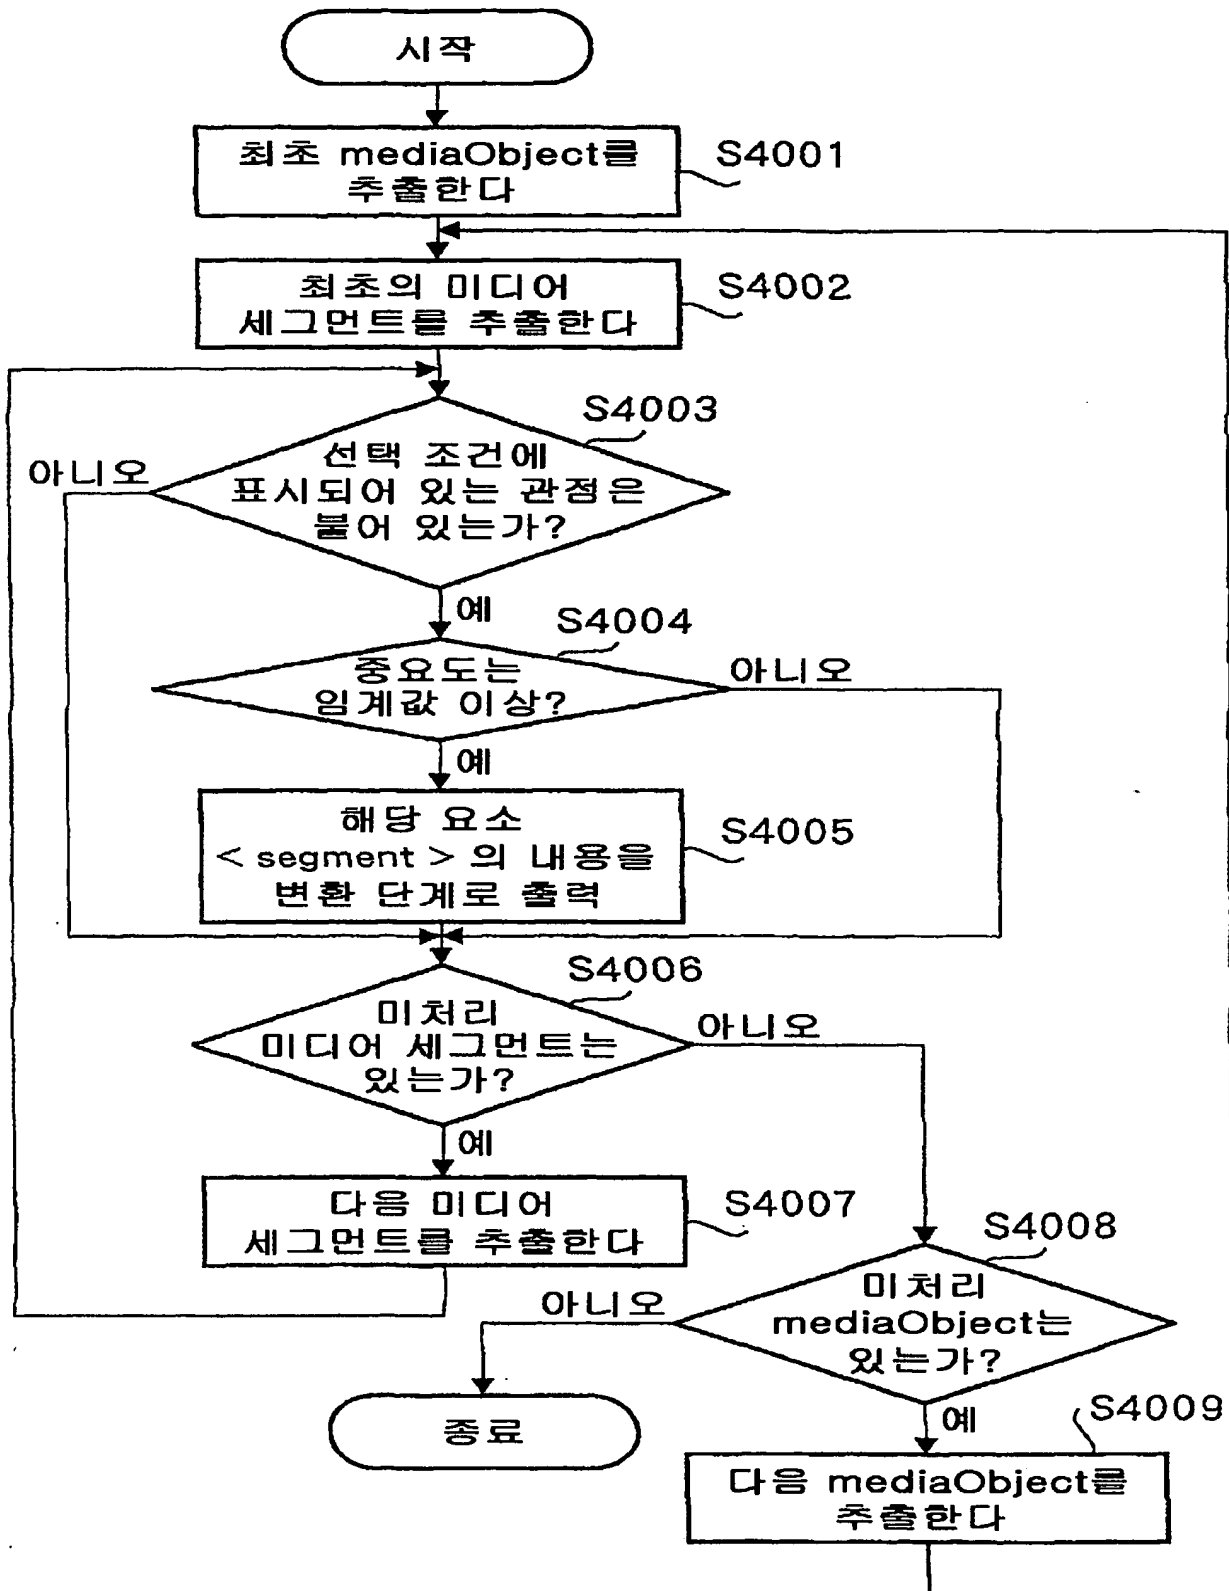 시작
최초 mediaObject를
추출한다
S4001
최초의 미디어
세그먼트를 추출한다
S4002
S4003
선택 조건에
표시되어 있는 관점은
붙어 있는가?
아니오
예
S4004
중요도는
임계값 이상?
아니오
예
해당 요소
< segment > 의 내용을
변환 단계로 출력
S4005
S4006
미처리
미디어 세그먼트는
있는가?
아니오
예
다음 미디어
세그먼트를 추출한다
S4007
S4008
미처리
mediaObject는
있는가?
아니오
종료
예
S4009
다음 mediaObject를
추출한다